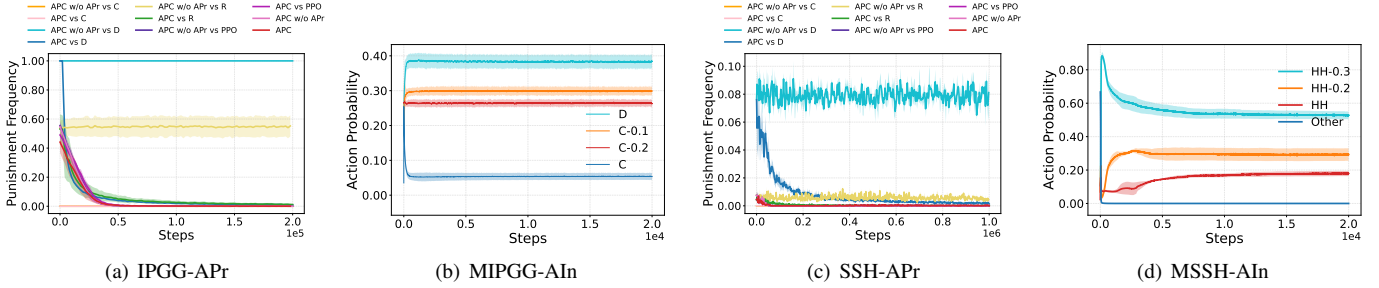 APC w/o APr vs C
APC w/o APr vs R
APC vs PPO
APC vs C
APC vs R
APC w/o APr
APC w/o APr vs D
APC w/o APr vs PPO
APC
APC vs D
Punishment Frequency
1.00
0.80
0.60
0.40
0.20
0.00
0.0
0.5
1.0
1.5
2.0
1e5
Steps
(a) IPGG-APr
Action Probability
0.40
0.30
0.20
0.10
0.00
D
C-0.1
C-0.2
C
0.0
0.5
1.0
1.5
2.0
1e4
Steps
(b) MIPGG-AIn
APC w/o APr vs C
APC w/o APr vs R
APC vs PPO
APC vs C
APC vs R
APC w/o APr
APC w/o APr vs D
APC w/o APr vs PPO
APC
APC vs D
Punishment Frequency
0.10
0.08
0.06
0.04
0.02
0.00
0.0
0.2
0.4
0.6
0.8
1.0
1e6
Steps
(c) SSH-APr
Action Probability
0.80
0.60
0.40
0.20
0.00
HH-0.3
HH-0.2
HH
Other
0.0
0.5
1.0
1.5
2.0
1e4
Steps
(d) MSSH-AIn